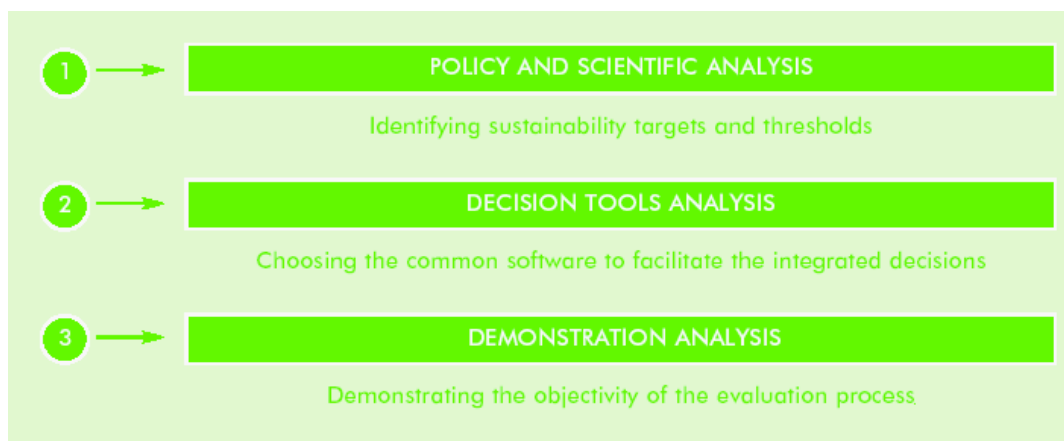 1
POLICY AND SCIENTIFIC ANALYSIS
Identifying sustainability targets and thresholds
2
DECISION TOOLS ANALYSIS
Choosing the common software to facilitate the integrated decisions
3
DEMONSTRATION ANALYSIS
Demonstrating the objectivity of the evaluation process.